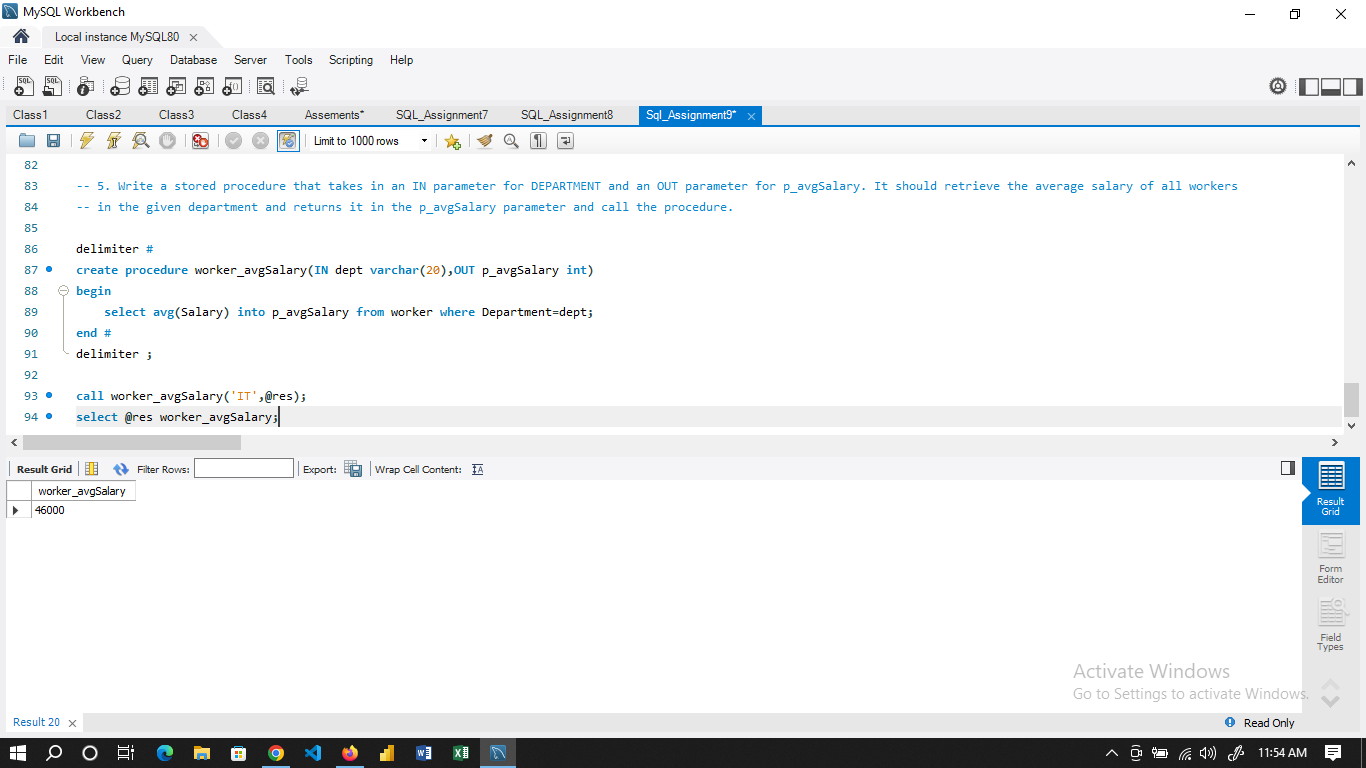 MySQL Workbench
Local instance MySQL80
File Edit View Query Database Server Tools Scripting Help
Class1 Class2 Class3 Class4 Assements* SQL_Assignment7 SQL_Assignment8 Sql_Assignment9*
Limit to 1000 rows
82
83 -- 5. Write a stored procedure that takes in an IN parameter for DEPARTMENT and an OUT parameter for p_avgSalary. It should retrieve the average salary of all workers
84 -- in the given department and returns it in the p_avgSalary parameter and call the procedure.
85
86 delimiter #
87 create procedure worker_avgSalary(IN dept varchar(20),OUT p_avgSalary int)
88 begin
89 select avg(Salary) into p_avgSalary from worker where Department=dept;
90 end #
91 delimiter ;
92
93 call worker_avgSalary('IT',@res);
94 select @res worker_avgSalary;
Result Grid Filter Rows: Export: Wrap Cell Content: IA
worker_avgSalary
46000
Result
Grid
Form
Editor
Field
Types
Activate Windows
Go to Settings to activate Windows.
Result 20
Read Only
11:54 AM